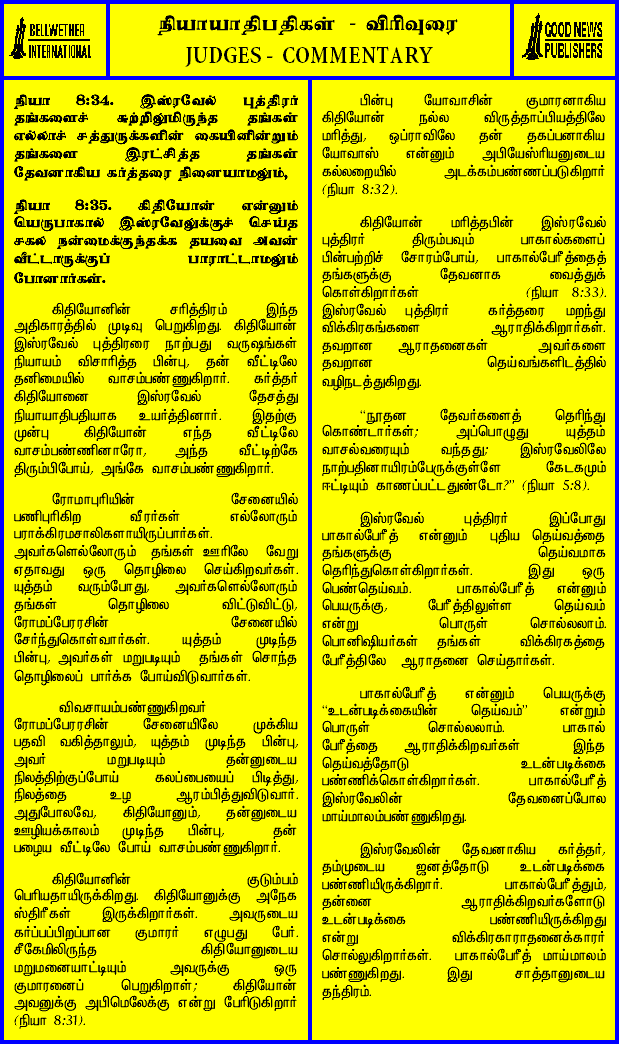 BELLWETHER
INTERNATIONAL
நியாயாதிபதிகள் - விரிவுரை
JUDGES - COMMENTARY
GOOD NEWS
PUBLISHERS
நியா 8:34. இஸ்ரவேல் புத்திரர்
தங்களைச் சுற்றிலுமிருந்த தங்கள்
எல்லாச் சத்துருக்களின் கையினின்றும்
தங்களை இரட்சித்த தங்கள்
தேவனாகிய கர்த்தரை நினையாமலும்,
நியா 8:35. கிதியோன் என்னும்
யெருபாகால் இஸ்ரவேலுக்குச் செய்த
சகல நன்மைக்குந்தக்க தயவை அவன்
வீட்டாருக்குப் பாராட்டாமலும்
போனார்கள்.
கிதியோனின் சரித்திரம் இந்த
அதிகாரத்தில் முடிவு பெறுகிறது. கிதியோன்
இஸ்ரவேல் புத்திரரை நாற்பது வருஷங்கள்
நியாயம் விசாரித்த பின்பு, தன் வீட்டிலே
தனிமையில் வாசம்பண்ணுகிறார். கர்த்தர்
கிதியோனை இஸ்ரவேல் தேசத்து
நியாயாதிபதியாக உயர்த்தினார். இதற்கு
முன்பு கிதியோன் எந்த வீட்டிலே
வாசம்பண்ணினாரோ, அந்த வீட்டிற்கே
திரும்பிபோய், அங்கே வாசம்பண்ணுகிறார்.
ரோமாபுரியின் சேனையில்
பணிபுரிகிற வீரர்கள் எல்லோரும்
பராக்கிரமசாலிகளாயிருப்பார்கள்.
அவர்களெல்லோரும் தங்கள் ஊரிலே வேறு
ஏதாவது ஒரு தொழிலை செய்கிறவர்கள்.
யுத்தம் வரும்போது, அவர்களெல்லோரும்
தங்கள் தொழிலை விட்டுவிட்டு,
ரோமப்பேரரசின் சேனையில்
சேர்ந்துகொள்வார்கள். யுத்தம் முடிந்த
பின்பு, அவர்கள் மறுபடியும் தங்கள் சொந்த
தொழிலைப் பார்க்க போய்விடுவார்கள்.
விவசாயம்பண்ணுகிறவர்
ரோமப்பேரரசின் சேனையிலே முக்கிய
பதவி வகித்தாலும், யுத்தம் முடிந்த பின்பு,
அவர் மறுபடியும் தன்னுடைய
நிலத்திற்குப்போய் கலப்பையைப் பிடித்து,
நிலத்தை உழ ஆரம்பித்துவிடுவார்.
அதுபோலவே, கிதியோனும், தன்னுடைய
ஊழியக்காலம் முடிந்த பின்பு, தன்
பழைய வீட்டிலே போய் வாசம்பண்ணுகிறார்.
கிதியோனின் குடும்பம்
பெரியதாயிருக்கிறது. கிதியோனுக்கு அநேக
ஸ்திரீகள் இருக்கிறார்கள். அவருடைய
கர்ப்பப்பிறப்பான குமாரர் எழுபது பேர்.
சீகேமிலிருந்த கிதியோனுடைய
மறுமனையாட்டியும் அவருக்கு ஒரு
குமாரனைப் பெறுகிறாள்; கிதியோன்
அவனுக்கு அபிமெலேக்கு என்று பேரிடுகிறார்
(நியா 8:31).
பின்பு யோவாசின் குமாரனாகிய
கிதியோன் நல்ல விருத்தாப்பியத்திலே
மரித்து, ஒப்ராவிலே தன் தகப்பனாகிய
யோவாஸ் என்னும் அபியேஸ்ரியனுடைய
கல்லறையில் அடக்கம்பண்ணப்படுகிறார்
(நியா 8:32).
கிதியோன் மரித்தபின் இஸ்ரவேல்
புத்திரர் திரும்பவும் பாகால்களைப்
பின்பற்றிச் சோரம்போய், பாகால்பேரீத்தைத்
தங்களுக்கு தேவனாக வைத்துக்
கொள்கிறார்கள் (நியா 8:33).
இஸ்ரவேல் புத்திரர் கர்த்தரை மறந்து
விக்கிரகங்களை ஆராதிக்கிறார்கள்.
தவறான ஆராதனைகள் அவர்களை
தவறான தெய்வங்களிடத்தில்
வழிநடத்துகிறது.
“நூதன தேவர்களைத் தெரிந்து
கொண்டார்கள்; அப்பொழுது யுத்தம்
வாசல்வரையும் வந்தது; இஸ்ரவேலிலே
நாற்பதினாயிரம்பேருக்குள்ளே கேடகமும்
ஈட்டியும் காணப்பட்டதுண்டோ?” (நியா 5:8).
இஸ்ரவேல் புத்திரர் இப்போது
பாகால்பேரீத் என்னும் புதிய தெய்வத்தை
தங்களுக்கு தெய்வமாக
தெரிந்துகொள்கிறார்கள். இது ஒரு
பெண்தெய்வம். பாகால்பேரீத் என்னும்
பெயருக்கு, பேரீத்திலுள்ள தெய்வம்
என்று பொருள் சொல்லலாம்.
பொனிஷியர்கள் தங்கள் விக்கிரகத்தை
பேரீத்திலே ஆராதனை செய்தார்கள்.
பாகால்பேரீத் என்னும் பெயருக்கு
“உடன்படிக்கையின் தெய்வம்” என்றும்
பொருள் சொல்லலாம். பாகால்
பேரீத்தை ஆராதிக்கிறவர்கள் இந்த
தெய்வத்தோடு உடன்படிக்கை
பண்ணிக்கொள்கிறார்கள். பாகால்பேரீத்
இஸ்ரவேலின் தேவனைப்போல
மாய்மாலம்பண்ணுகிறது.
இஸ்ரவேலின் தேவனாகிய கர்த்தர்,
தம்முடைய ஜனத்தோடு உடன்படிக்கை
பண்ணியிருக்கிறார். பாகால்பேரீத்தும்,
தன்னை ஆராதிக்கிறவர்களோடு
உடன்படிக்கை பண்ணியிருக்கிறது
என்று விக்கிரகாராதனைக்காரர்
சொல்லுகிறார்கள். பாகால்பேரீத் மாய்மாலம்
பண்ணுகிறது. இது சாத்தானுடைய
தந்திரம்.